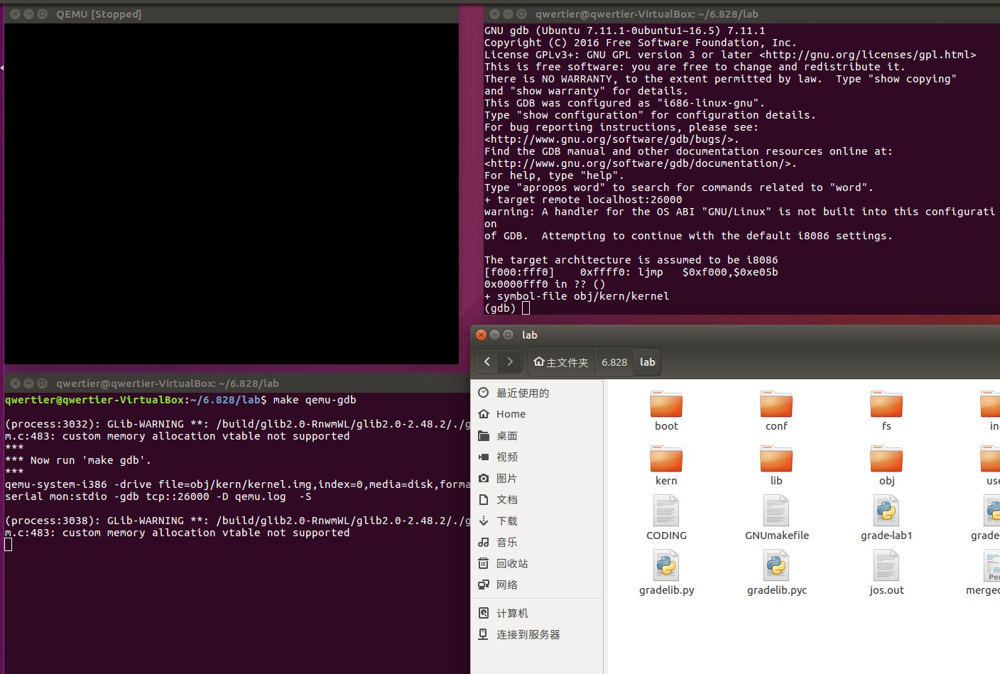 QEMU [Stopped]
qwertier@qwertier-VirtualBox: ~/6.828/lab
GNU gdb (Ubuntu 7.11.1-0ubuntu1~16.5) 7.11.1
Copyright (C) 2016 Free Software Foundation, Inc.
License GPLv3+: GNU GPL version 3 or later <http://gnu.org/licenses/gpl.html>
This is free software: you are free to change and redistribute it.
There is NO WARRANTY, to the extent permitted by law.  Type "show copying"
and "show warranty" for details.
This GDB was configured as "i686-linux-gnu".
Type "show configuration" for configuration details.
For bug reporting instructions, please see:
<http://www.gnu.org/software/gdb/bugs/>.
Find the GDB manual and other documentation resources online at:
<http://www.gnu.org/software/gdb/documentation/>.
For help, type "help".
Type "apropos word" to search for commands related to "word".
+ target remote localhost:26000
warning: A handler for the OS ABI "GNU/Linux" is not built into this configurati
on
of GDB.  Attempting to continue with the default i8086 settings.
The target architecture is assumed to be i8086
[f000:fff0]    0xffff0: ljmp   $0xf000,$0xe05b
0x0000fff0 in ?? ()
+ symbol-file obj/kern/kernel
(gdb)
qwertier@qwertier-VirtualBox: ~/6.828/lab
qwertier@qwertier-VirtualBox:~/6.828/lab$ make qemu-gdb
(process:3032): GLib-WARNING **: /build/glib2.0-RnwmWL/glib2.0-2.48.2/./g
m.c:483: custom memory allocation vtable not supported
***
*** Now run 'make gdb'.
***
qemu-system-i386 -drive file=obj/kern/kernel.img,index=0,media=disk,forma
serial mon:stdio -gdb tcp::26000 -D qemu.log  -S
(process:3038): GLib-WARNING **: /build/glib2.0-RnwmWL/glib2.0-2.48.2/./g
m.c:483: custom memory allocation vtable not supported
lab
主文件夹 6.828 lab
最近使用的
Home
桌面
视频
图片
文档
下载
音乐
回收站
网络
计算机
连接到服务器
boot conf fs in
kern lib obj use
CODING GNUmakefile grade-lab1 grade-
gradelib.py gradelib.pyc jos.out merge